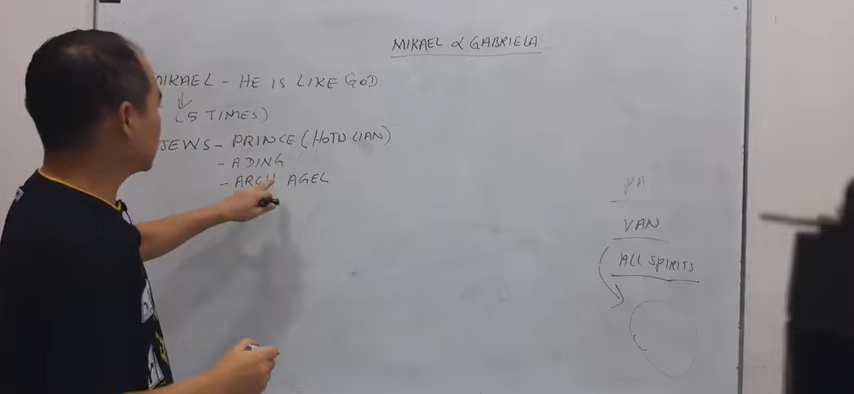 MIKAEL & GABRIELA
MIKAEL - HE IS LIKE GOD
(5 TIMES)
JEWS - PRINCE (HOTU LIAN)
- ADING
- ARCH AGEL
PA
VAN
ALL SPIRITS